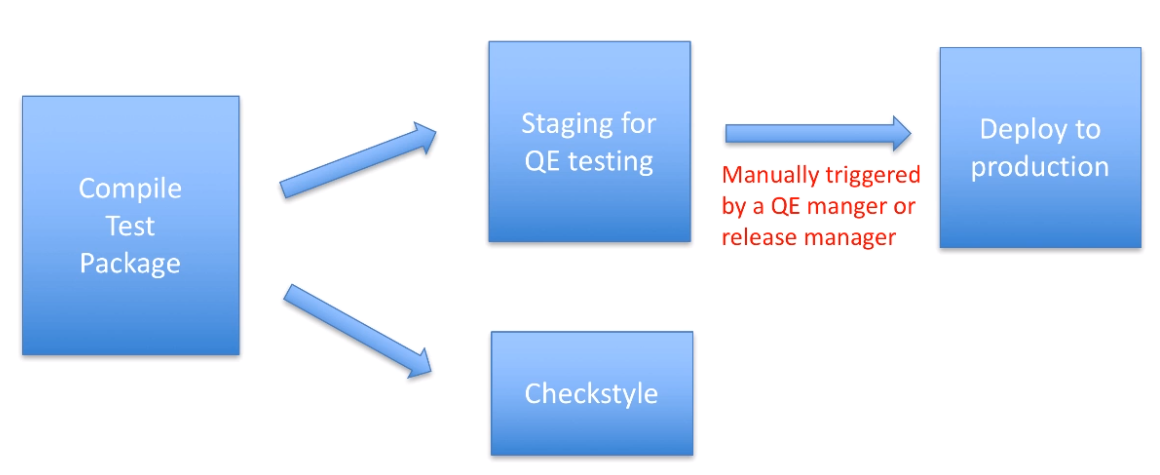 Compile
Test
Package
Staging for
QE testing
Manually triggered
by a QE manger or
release manager
Deploy to
production
Checkstyle